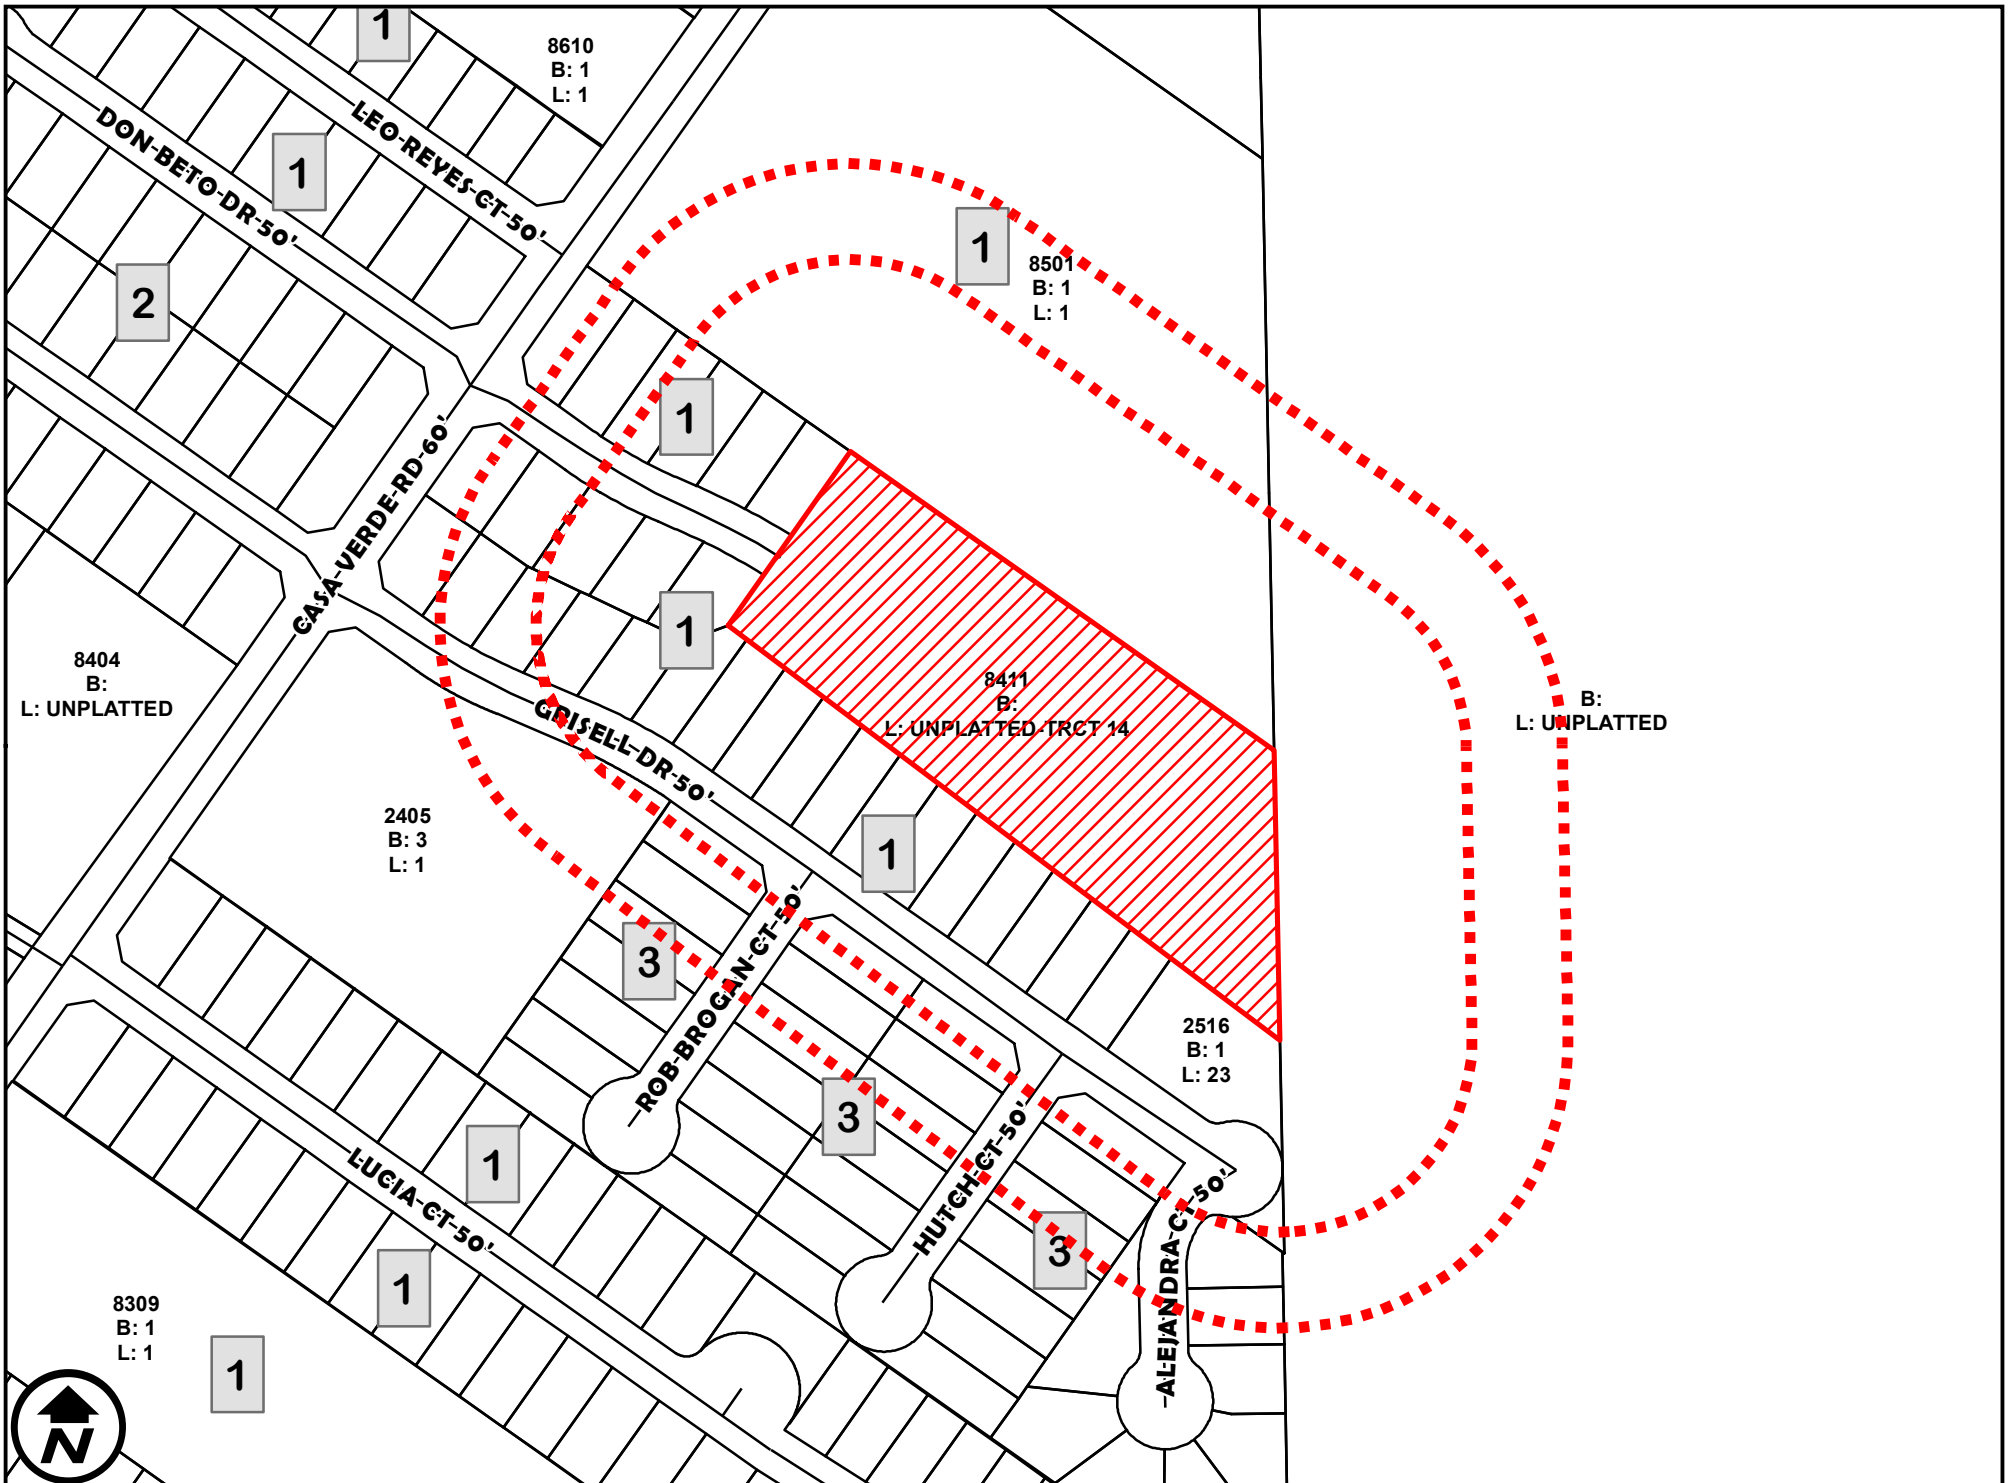 1
8610
B: 1
L: 1
LEO-REYES-CT-50'
DON-BETO-DR-50'
1
2
1
8501
B: 1
L: 1
1
CASA-VERDE-RD-60'
1
8404
B:
L: UNPLATTED
8411
B:
L: UNPLATTED-TRCT 14
B:
L: UNPLATTED
GRISELL-DR-50'
2405
B: 3
L: 1
1
3
ROB-BROGAN-CT-50'
2516
B: 1
L: 23
3
HUTCH-CT-50'
3
ALEJANDRA-CT-50'
1
LUCIA-CT-50'
1
8309
B: 1
L: 1
1
N